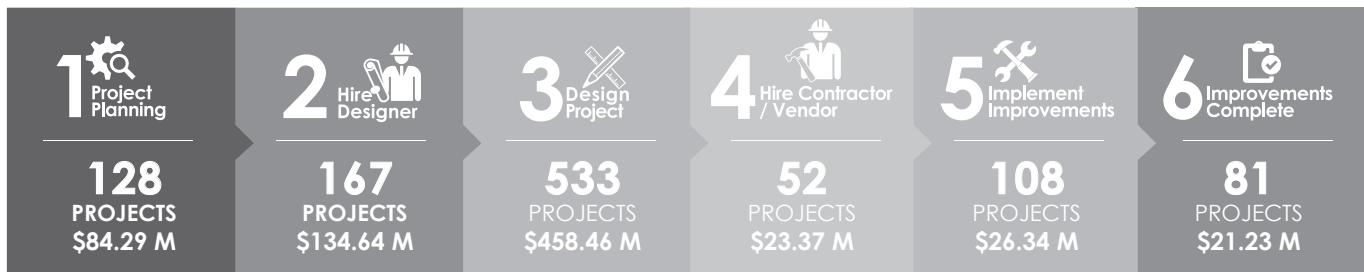 1 Project
Planning
128
PROJECTS
$84.29 M
2 Hire
Designer
167
PROJECTS
$134.64 M
3 Design
Project
533
PROJECTS
$458.46 M
4 Hire Contractor
/ Vendor
52
PROJECTS
$23.37 M
5 Implement
Improvements
108
PROJECTS
$26.34 M
6 Improvements
Complete
81
PROJECTS
$21.23 M